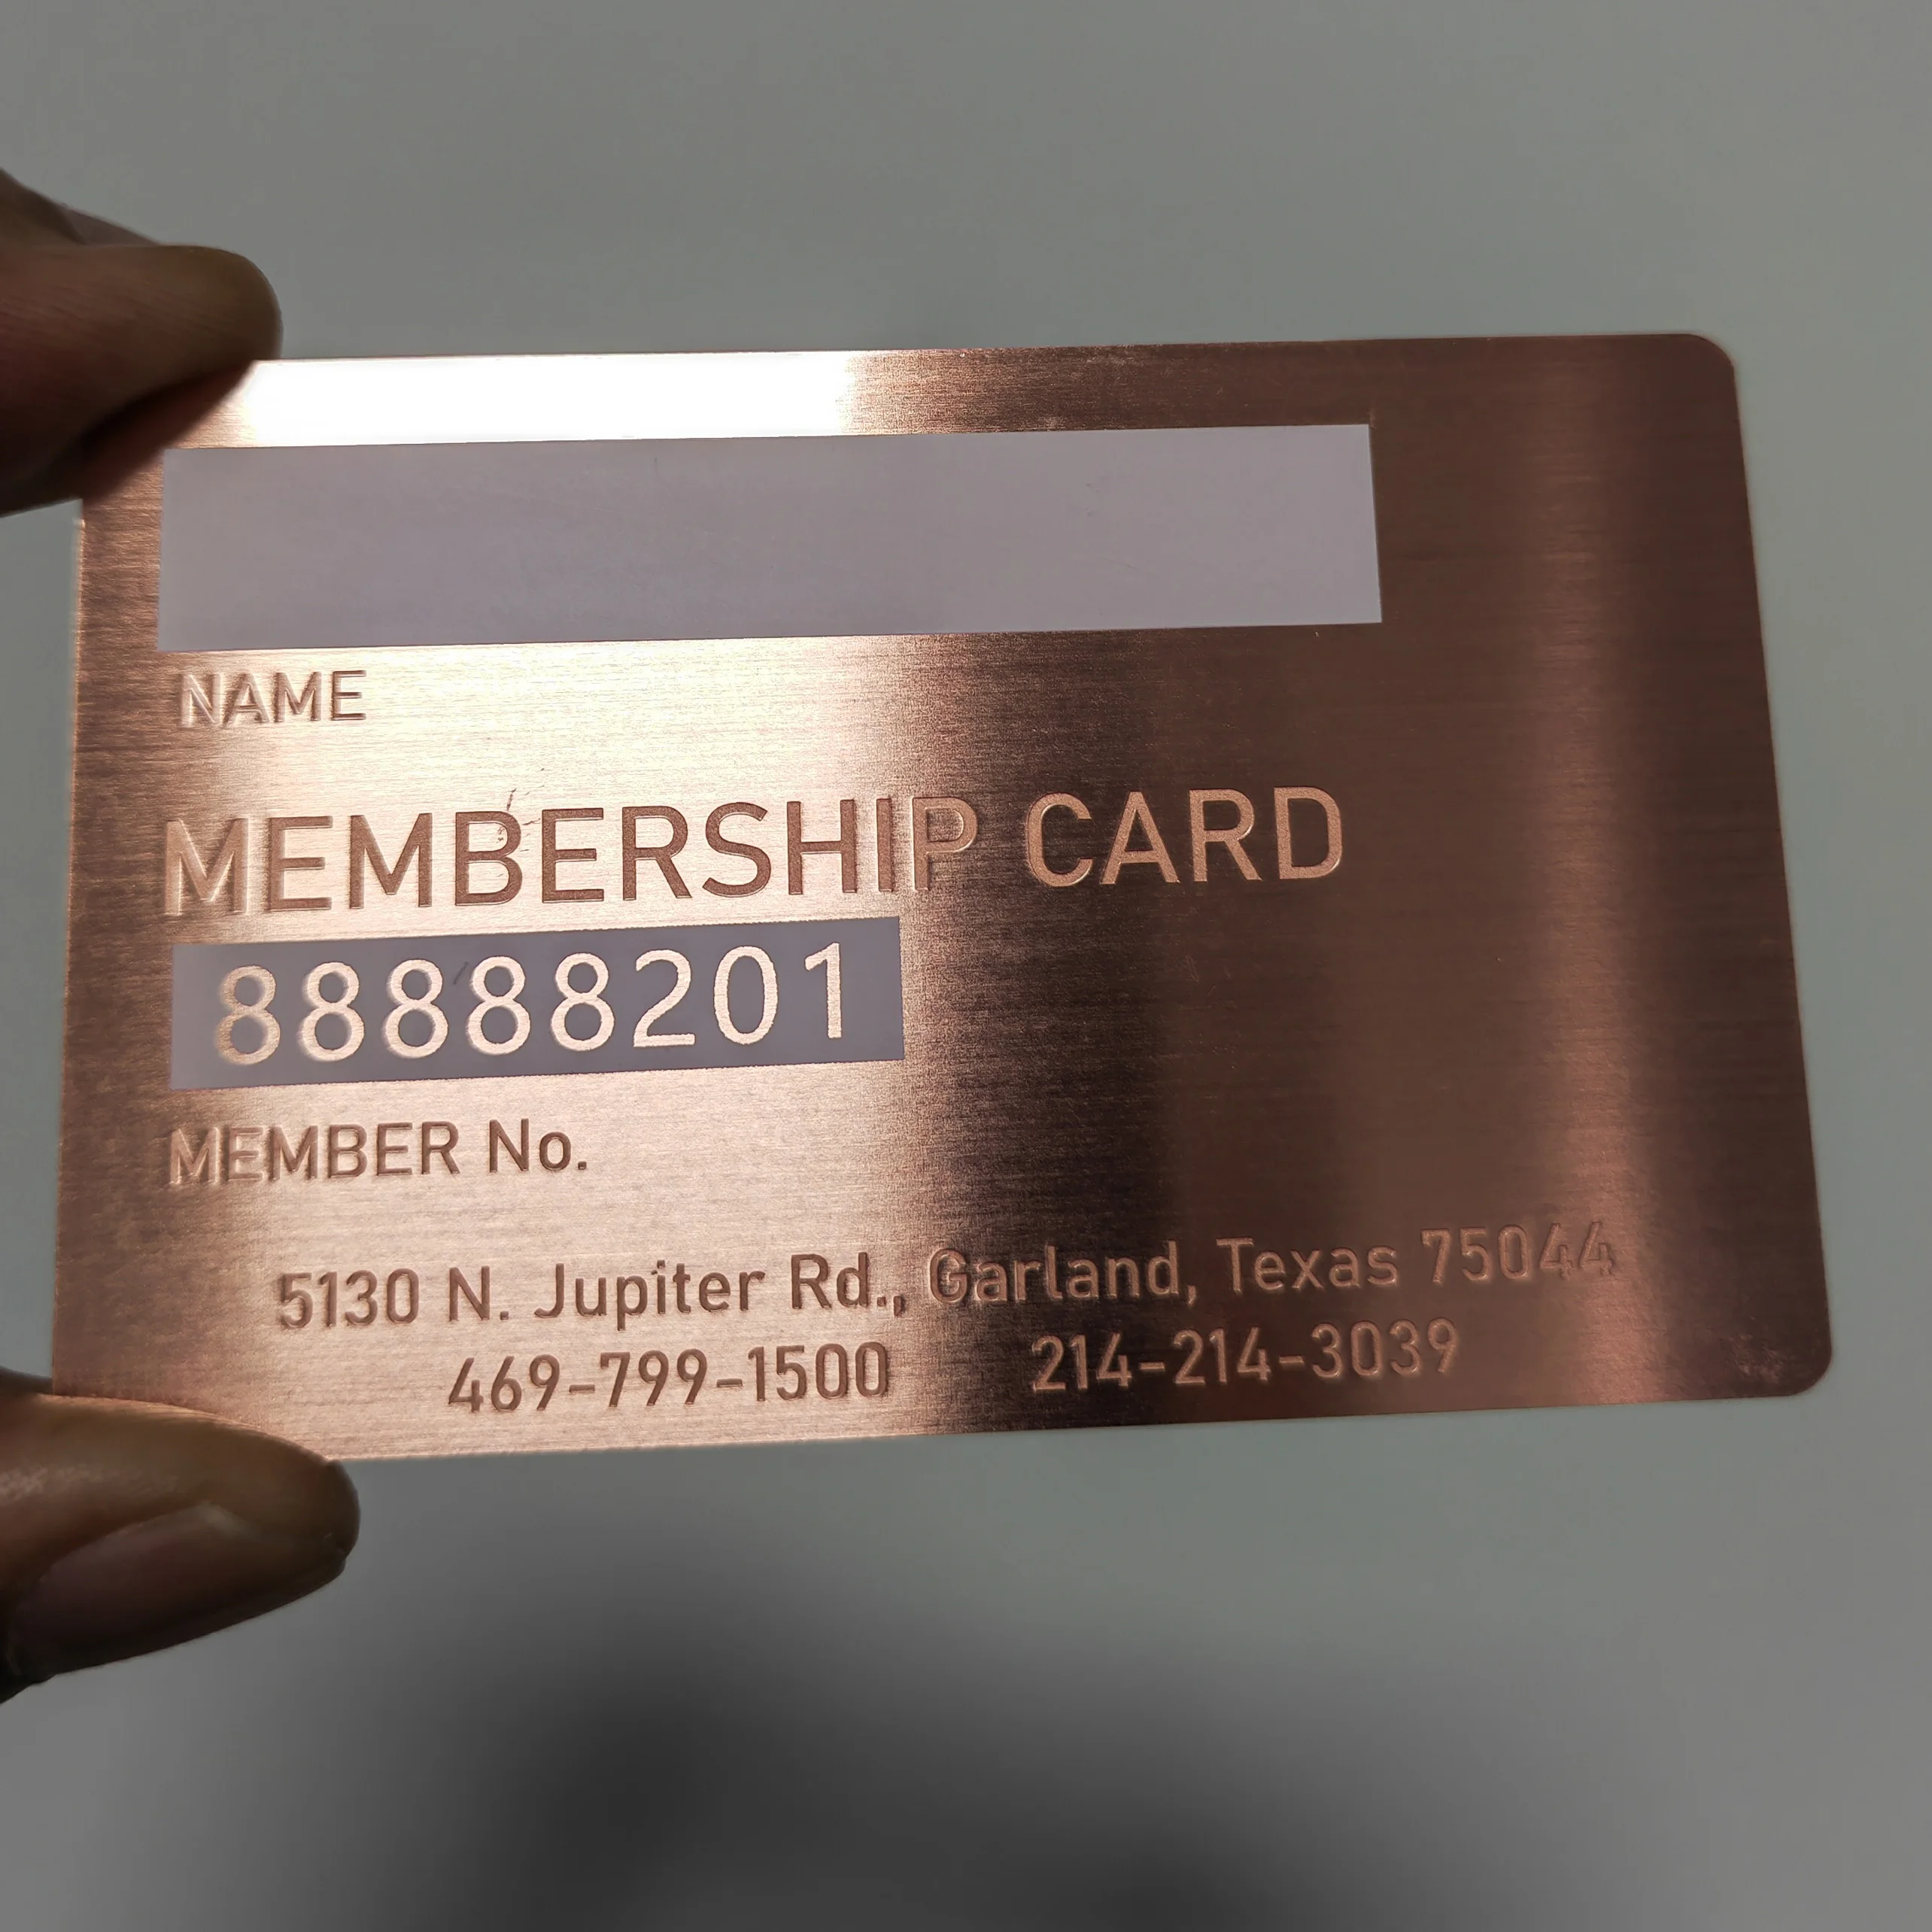 NAME
MEMBERSHIP CARD
88888201
MEMBER No.
5130 N. Jupiter Rd., Garland, Texas 75044
469-799-1500 214-214-3039